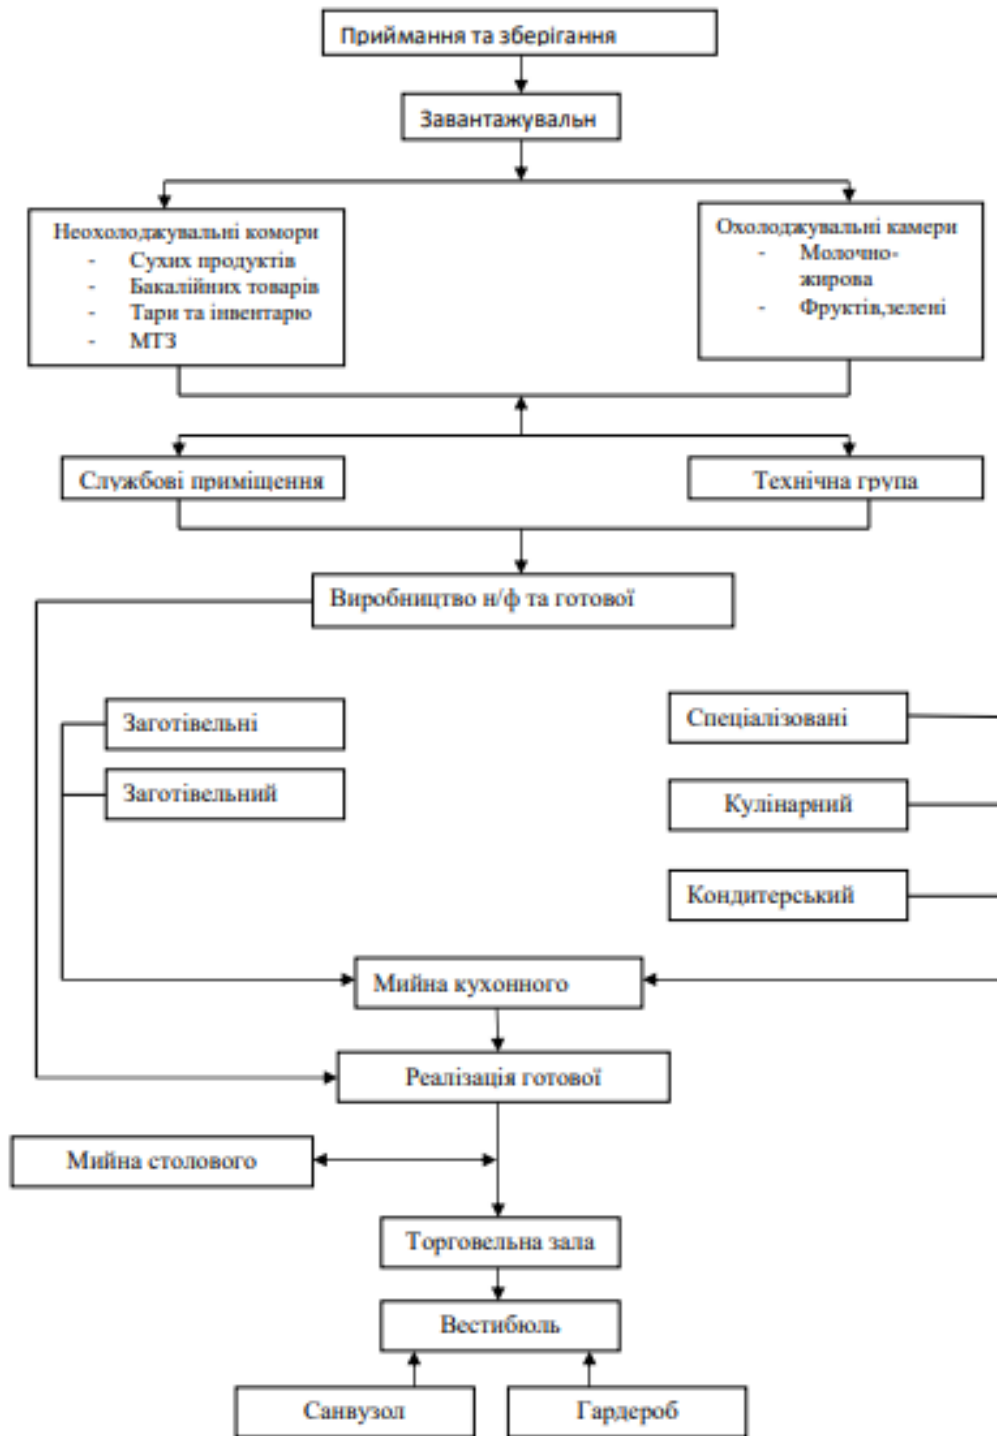 Приймання та зберігання
Завантажувальн
Неохолоджувальні комори
- Сухих продуктів
- Бакалійних товарів
- Тари та інвентарю
- МТЗ
Охолоджувальні камери
- Молочно-
жирова
- Фруктів,зелені
Службові приміщення
Технічна група
Виробництво н/ф та готової
Заготівельні
Спеціалізовані
Заготівельний
Кулінарний
Кондитерський
Мийна кухонного
Реалізація готової
Мийна столового
Торговельна зала
Вестибюль
Санвузол
Гардероб